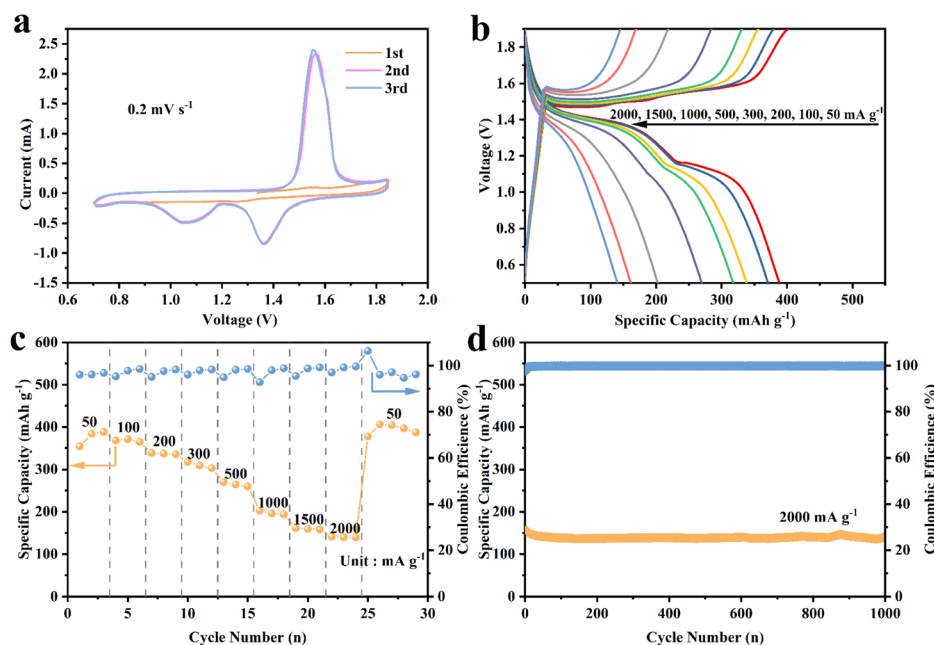 a
2.5
2.0
1.5
1.0
0.5
0.0
-0.5
-1.0
-1.5
Current (mA)
0.2 mV s⁻¹
1st
2nd
3rd
0.6 0.8 1.0 1.2 1.4 1.6 1.8 2.0
Voltage (V)
b
1.8
1.6
1.4
1.2
1.0
0.8
0.6
Voltage (V)
2000, 1500, 1000, 500, 300, 200, 100, 50 mA g⁻¹
0 100 200 300 400 500
Specific Capacity (mAh g⁻¹)
c
600
500
400
300
200
100
0
Specific Capacity (mAh g⁻¹)
50
100
200
300
500
1000
1500
2000
50
Unit : mA g⁻¹
100
80
60
40
20
0
Coulombic Efficience (%)
0 5 10 15 20 25 30
Cycle Number (n)
d
600
500
400
300
200
100
0
Specific Capacity (mAh g⁻¹)
2000 mA g⁻¹
100
80
60
40
20
0
Coulombic Efficience (%)
0 200 400 600 800 1000
Cycle Number (n)